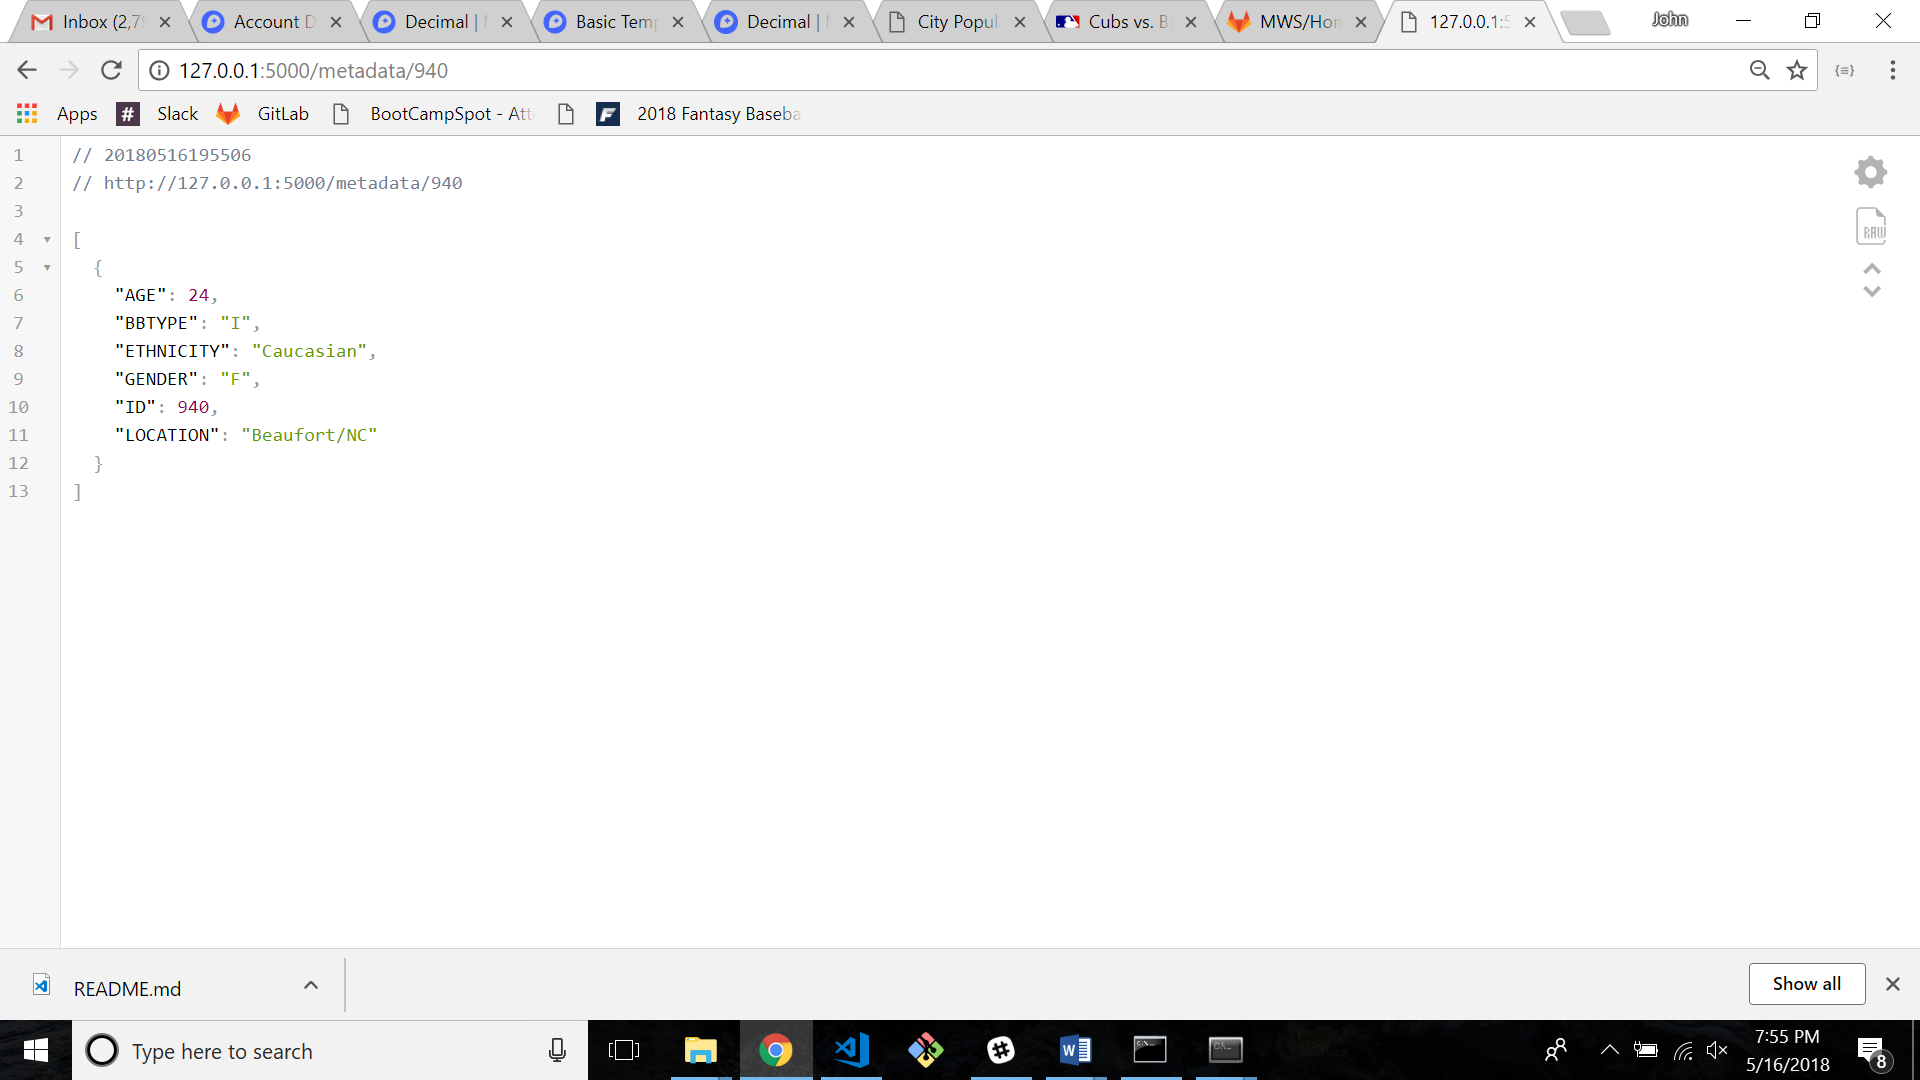 Inbox (2,79
Account D
Decimal |
Basic Temp
Decimal |
City Popul
Cubs vs. B
MWS/Hom
127.0.0.1:5
John
127.0.0.1:5000/metadata/940
Apps
# Slack
GitLab
BootCampSpot - Att
2018 Fantasy Baseba
1 // 20180516195506
2 // http://127.0.0.1:5000/metadata/940
3
4 [
5 {
6 "AGE": 24,
7 "BBTYPE": "I",
8 "ETHNICITY": "Caucasian",
9 "GENDER": "F",
10 "ID": 940,
11 "LOCATION": "Beaufort/NC"
12 }
13 ]
RAW
README.md
Show all
Type here to search
7:55 PM
5/16/2018
8